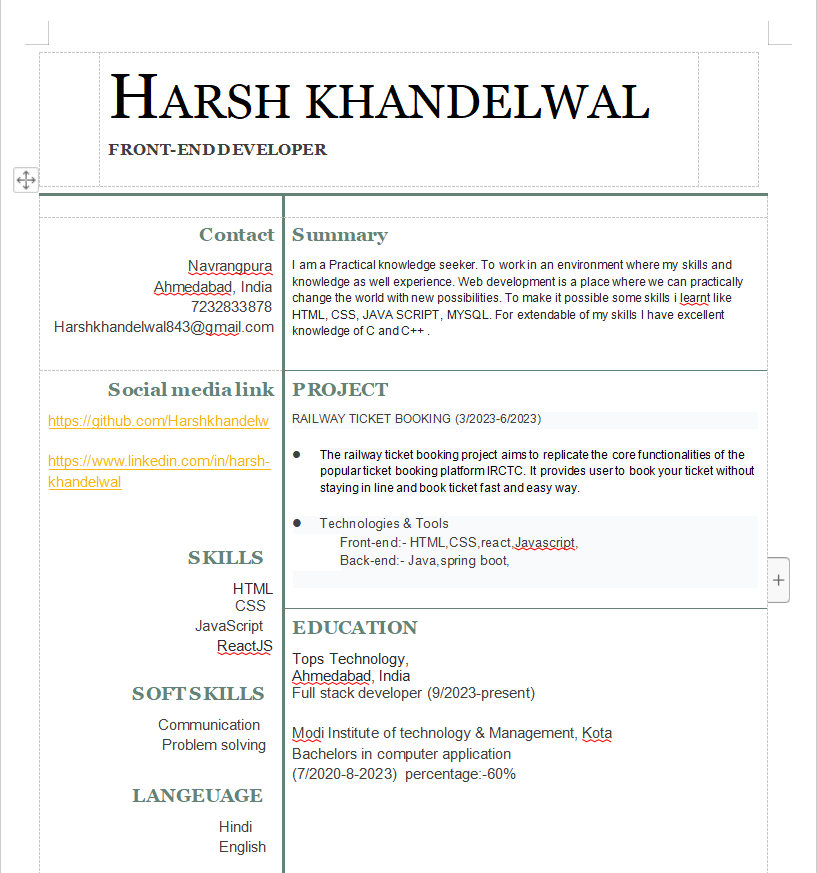 HARSH KHANDELWAL
FRONT-END DEVELOPER
Contact
Navrangpura
Ahmedabad, India
7232833878
Harshkhandelwal843@gmail.com
Social media link
https://github.com/Harshkhandelw
https://www.linkedin.com/in/harsh-
khandelwal
SKILLS
HTML
CSS
JavaScript
ReactJS
SOFT SKILLS
Communication
Problem solving
LANGEUAGE
Hindi
English
Summary
I am a Practical knowledge seeker. To work in an environment where my skills and
knowledge as well experience. Web development is a place where we can practically
change the world with new possibilities. To make it possible some skills i learnt like
HTML, CSS, JAVA SCRIPT, MYSQL. For extendable of my skills I have excellent
knowledge of C and C++ .
PROJECT
RAILWAY TICKET BOOKING (3/2023-6/2023)
● The railway ticket booking project aims to replicate the core functionalities of the
popular ticket booking platform IRCTC. It provides user to book your ticket without
staying in line and book ticket fast and easy way.
● Technologies & Tools
Front-end:- HTML,CSS,react,Javascript,
Back-end:- Java,spring boot,
EDUCATION
Tops Technology,
Ahmedabad, India
Full stack developer (9/2023-present)
Modi Institute of technology & Management, Kota
Bachelors in computer application
(7/2020-8-2023) percentage:-60%